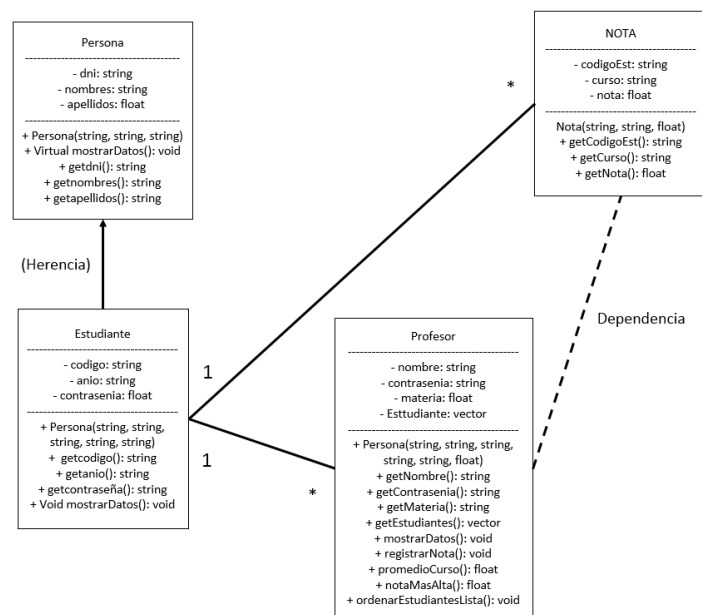 Persona
- dni: string
- nombres: string
- apellidos: float
+ Persona(string, string, string)
+ Virtual mostrarDatos(): void
+ getdni(): string
+ getnombres(): string
+ getapellidos(): string
NOTA
- codigoEst: string
- curso: string
- nota: float
Nota(string, string, float)
+ getCodigoEst(): string
+ getCurso(): string
+ getNota(): float
*
(Herencia)
Estudiante
- codigo: string
- anio: string
- contrasenia: float
+ Persona(string, string,
string, string, string)
+ getcodigo(): string
+ getanio(): string
+ getcontraseña(): string
+ Void mostrarDatos(): void
1
1
*
Profesor
- nombre: string
- contrasenia: string
- materia: float
- Esttudiante: vector
+ Persona(string, string, string,
string, string, float)
+ getNombre(): string
+ getContrasenia(): string
+ getMateria(): string
+ getEstudiantes(): vector
+ mostrarDatos(): void
+ registrarNota(): void
+ promedioCurso(): float
+ notaMasAlta(): float
+ ordenarEstudiantesLista(): void
Dependencia